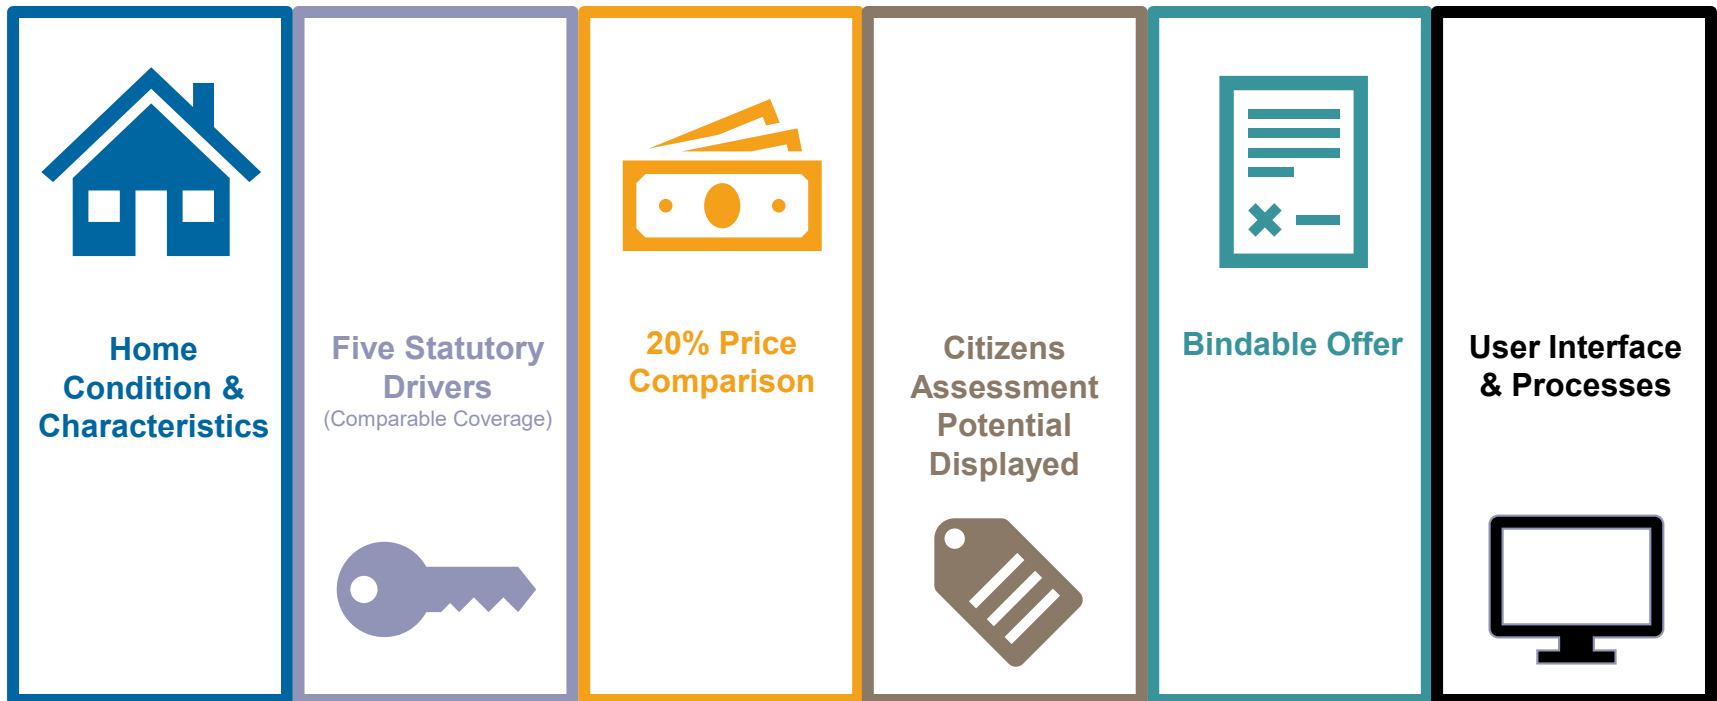 Home
Condition &
Characteristics
Five Statutory
Drivers
(Comparable Coverage)
20% Price
Comparison
Citizens
Assessment
Potential
Displayed
Bindable Offer
User Interface
& Processes